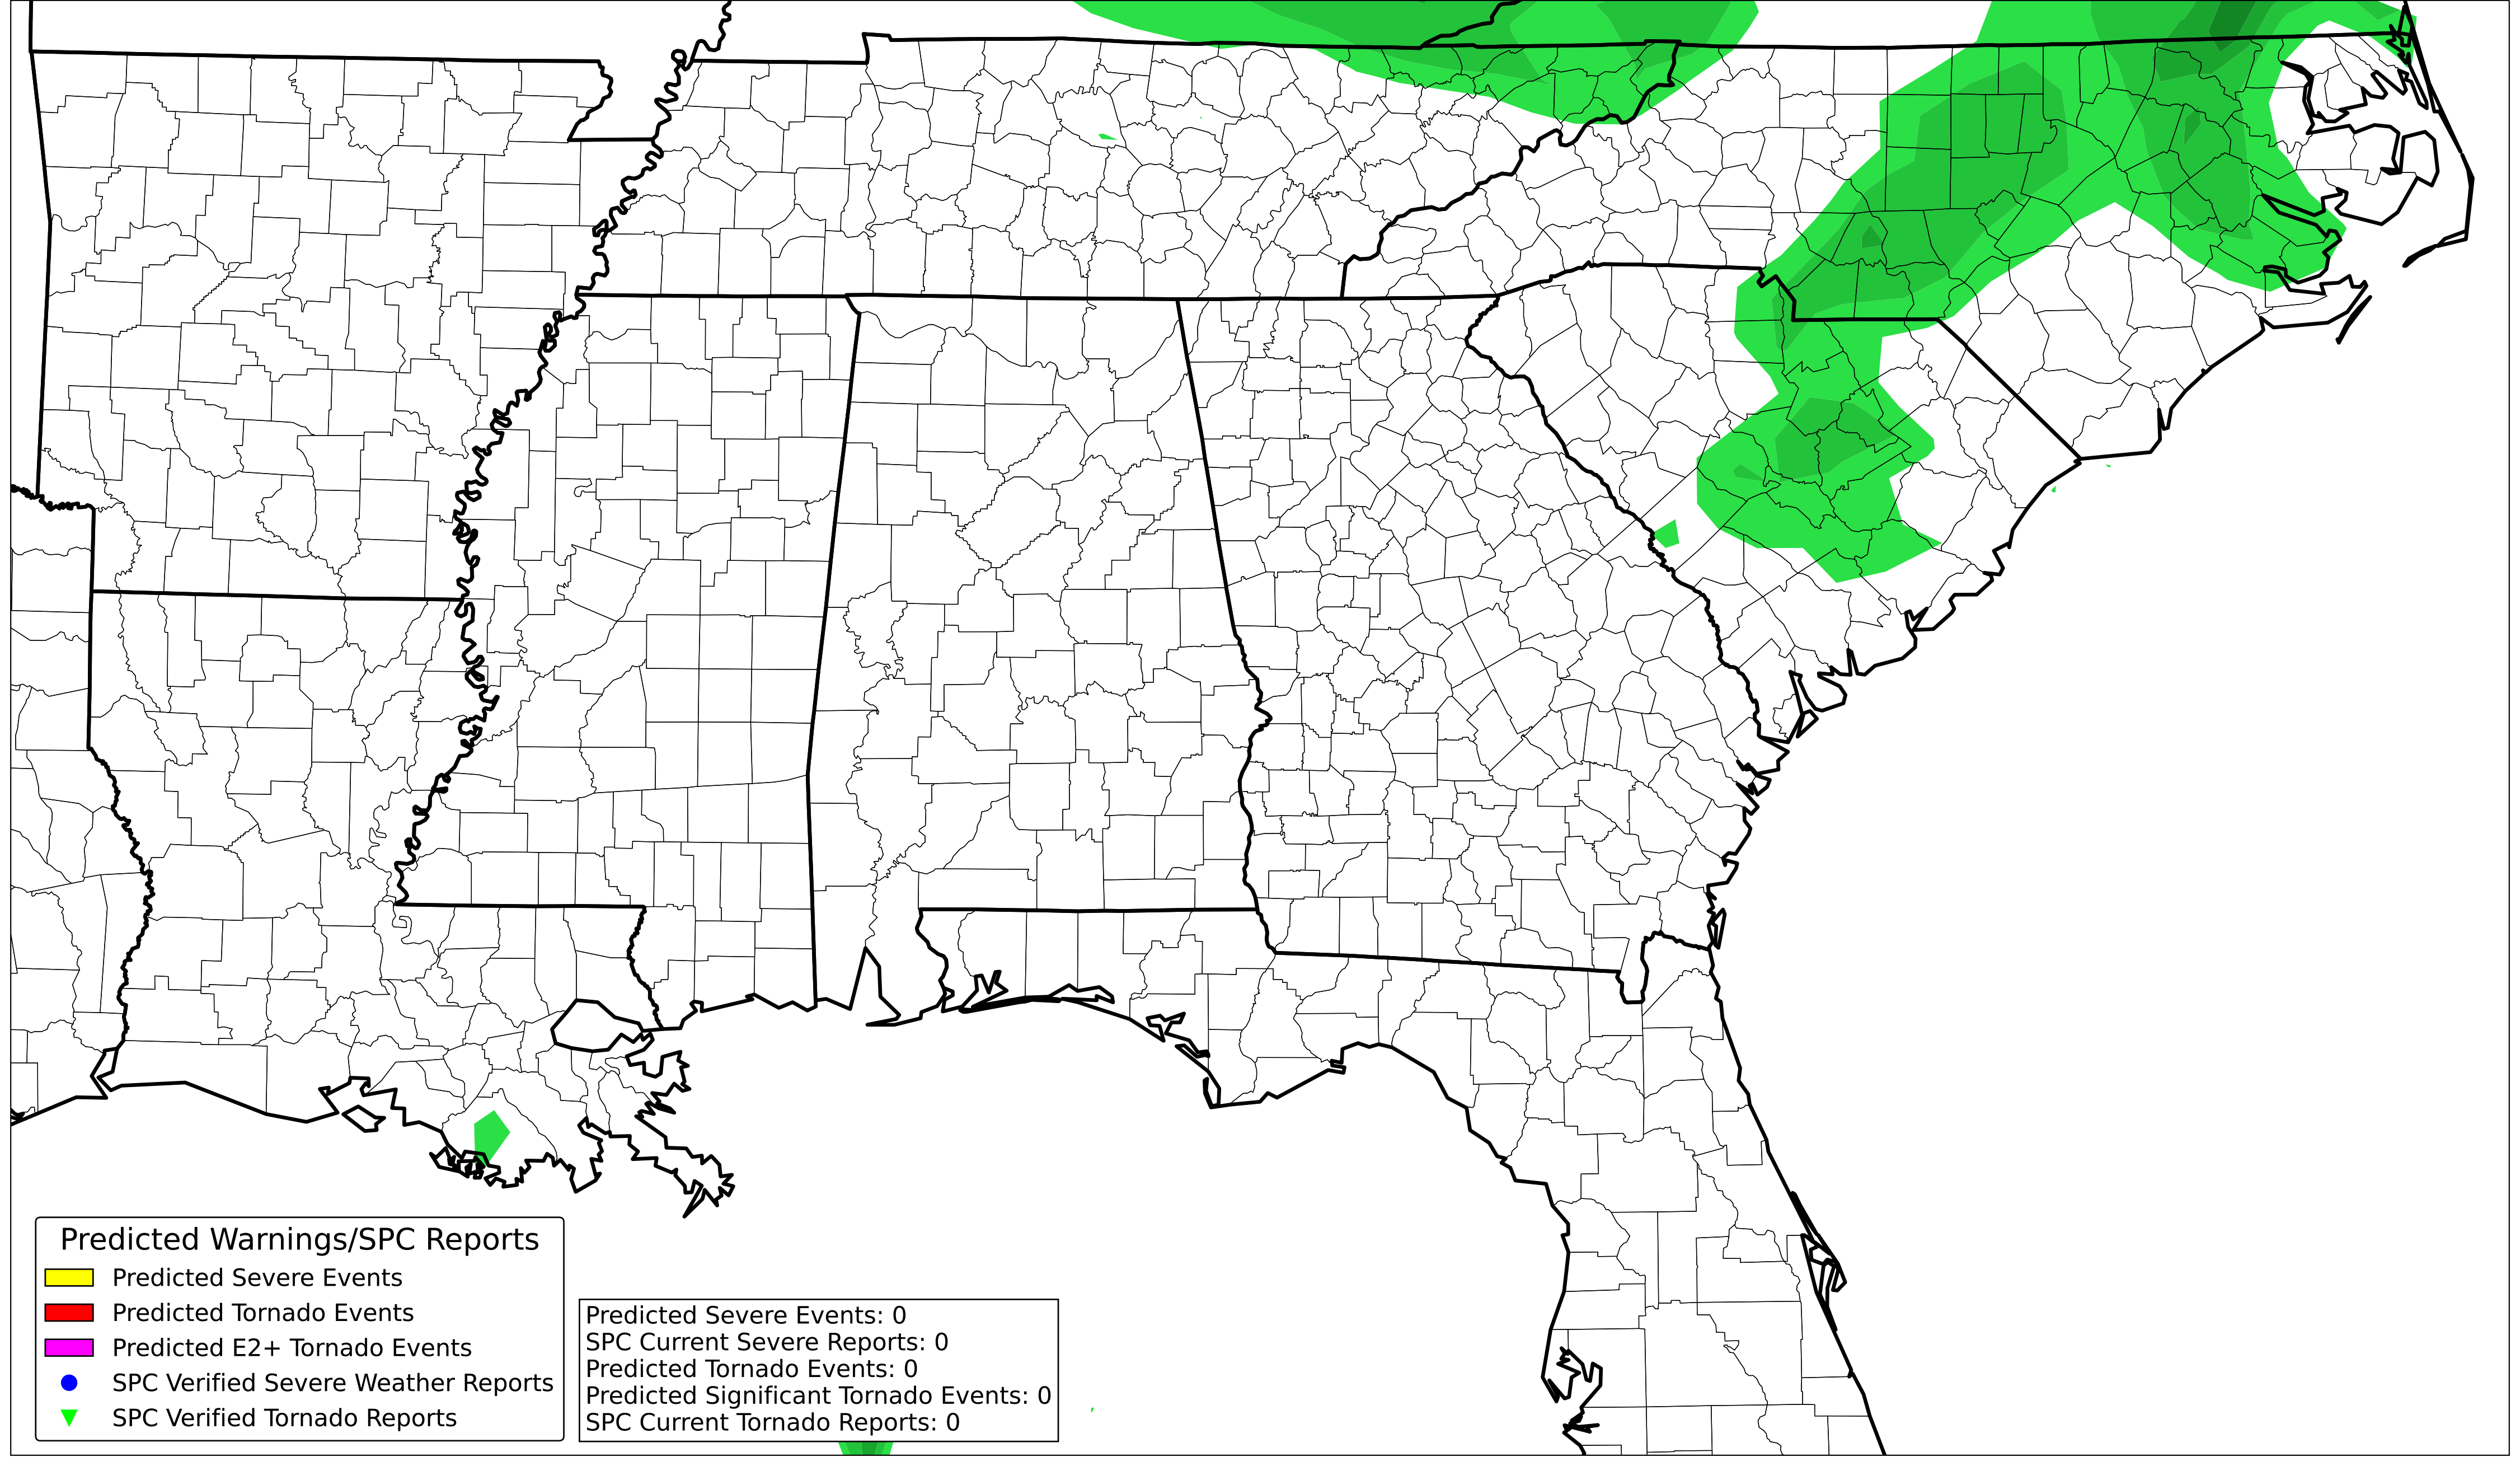 Predicted Warnings/SPC Reports
Predicted Severe Events
Predicted Tornado Events
Predicted E2+ Tornado Events
SPC Verified Severe Weather Reports
SPC Verified Tornado Reports
Predicted Severe Events: 0
SPC Current Severe Reports: 0
Predicted Tornado Events: 0
Predicted Significant Tornado Events: 0
SPC Current Tornado Reports: 0